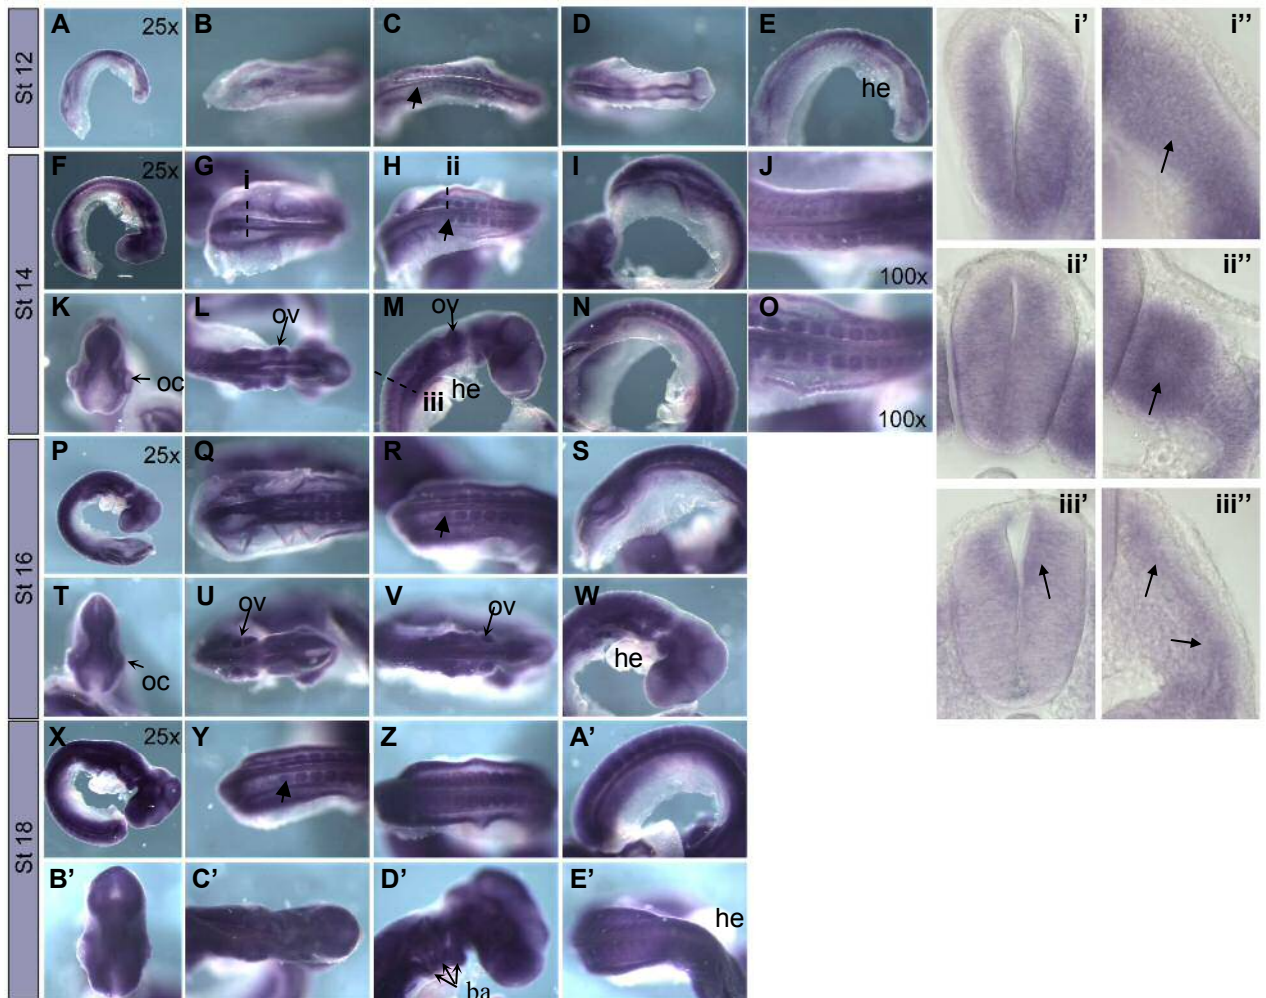 St 12
A 25x B C D E he
St 14
F 25x G i H ii I J 100x
K oc L ov M ov he iii N O 100x
St 16
P 25x Q R S
T oc U ov V ov W he
St 18
X 25x Y Z A’
B’ C’ D’ ba E’ he
i’ i’’
ii’ ii’’
iii’ iii’’